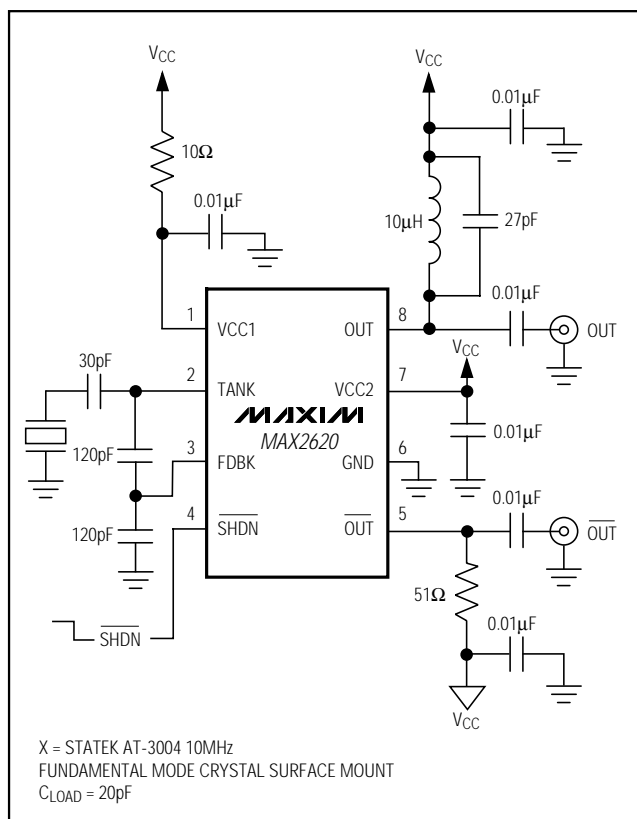 VCC
VCC
0.01μF
10Ω
0.01μF
10μH
27pF
0.01μF
1
VCC1
OUT
8
OUT
VCC
30pF
2
TANK
VCC2
7
MAXIM
MAX2620
0.01μF
120pF
3
FDBK
GND
6
0.01μF
4
SHDN
OUT
5
OUT
120pF
51Ω
0.01μF
SHDN
VCC
X = STATEK AT-3004 10MHz
FUNDAMENTAL MODE CRYSTAL SURFACE MOUNT
CLOAD = 20pF